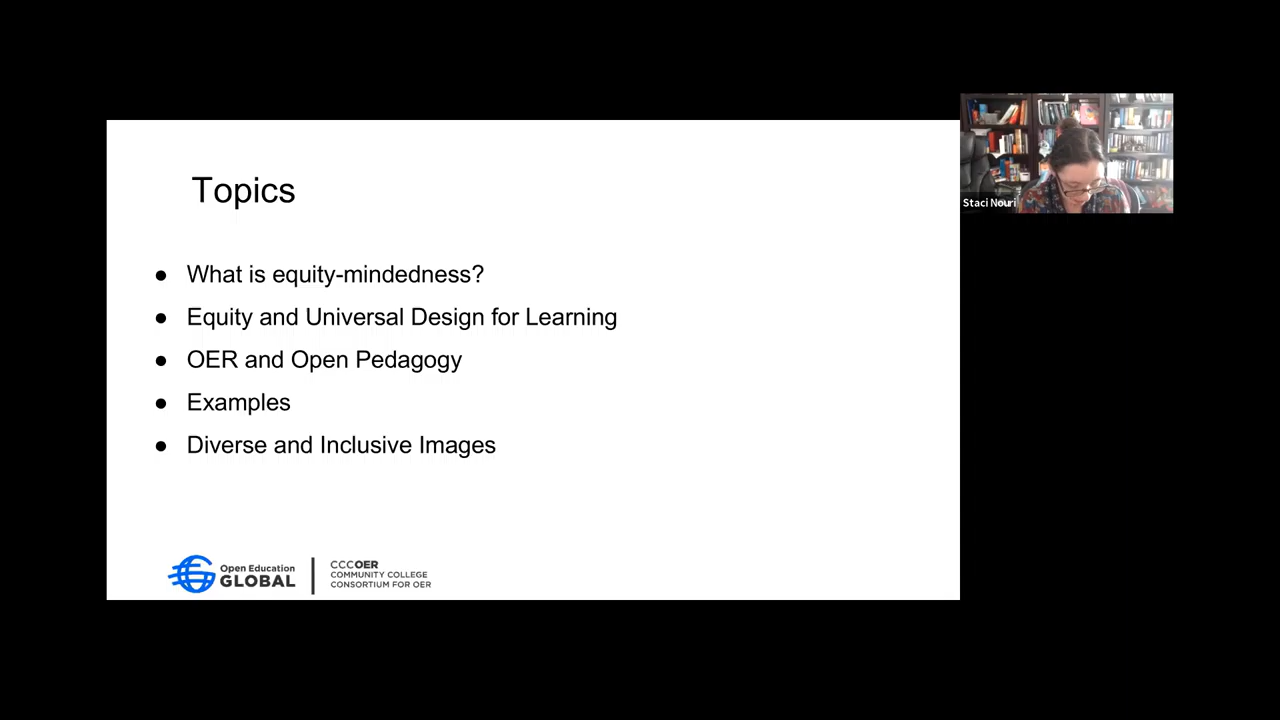 Topics
● What is equity-mindedness?
● Equity and Universal Design for Learning
● OER and Open Pedagogy
● Examples
● Diverse and Inclusive Images
Open Education
GLOBAL
CCCOER
COMMUNITY COLLEGE
CONSORTIUM FOR OER
Staci Nouri